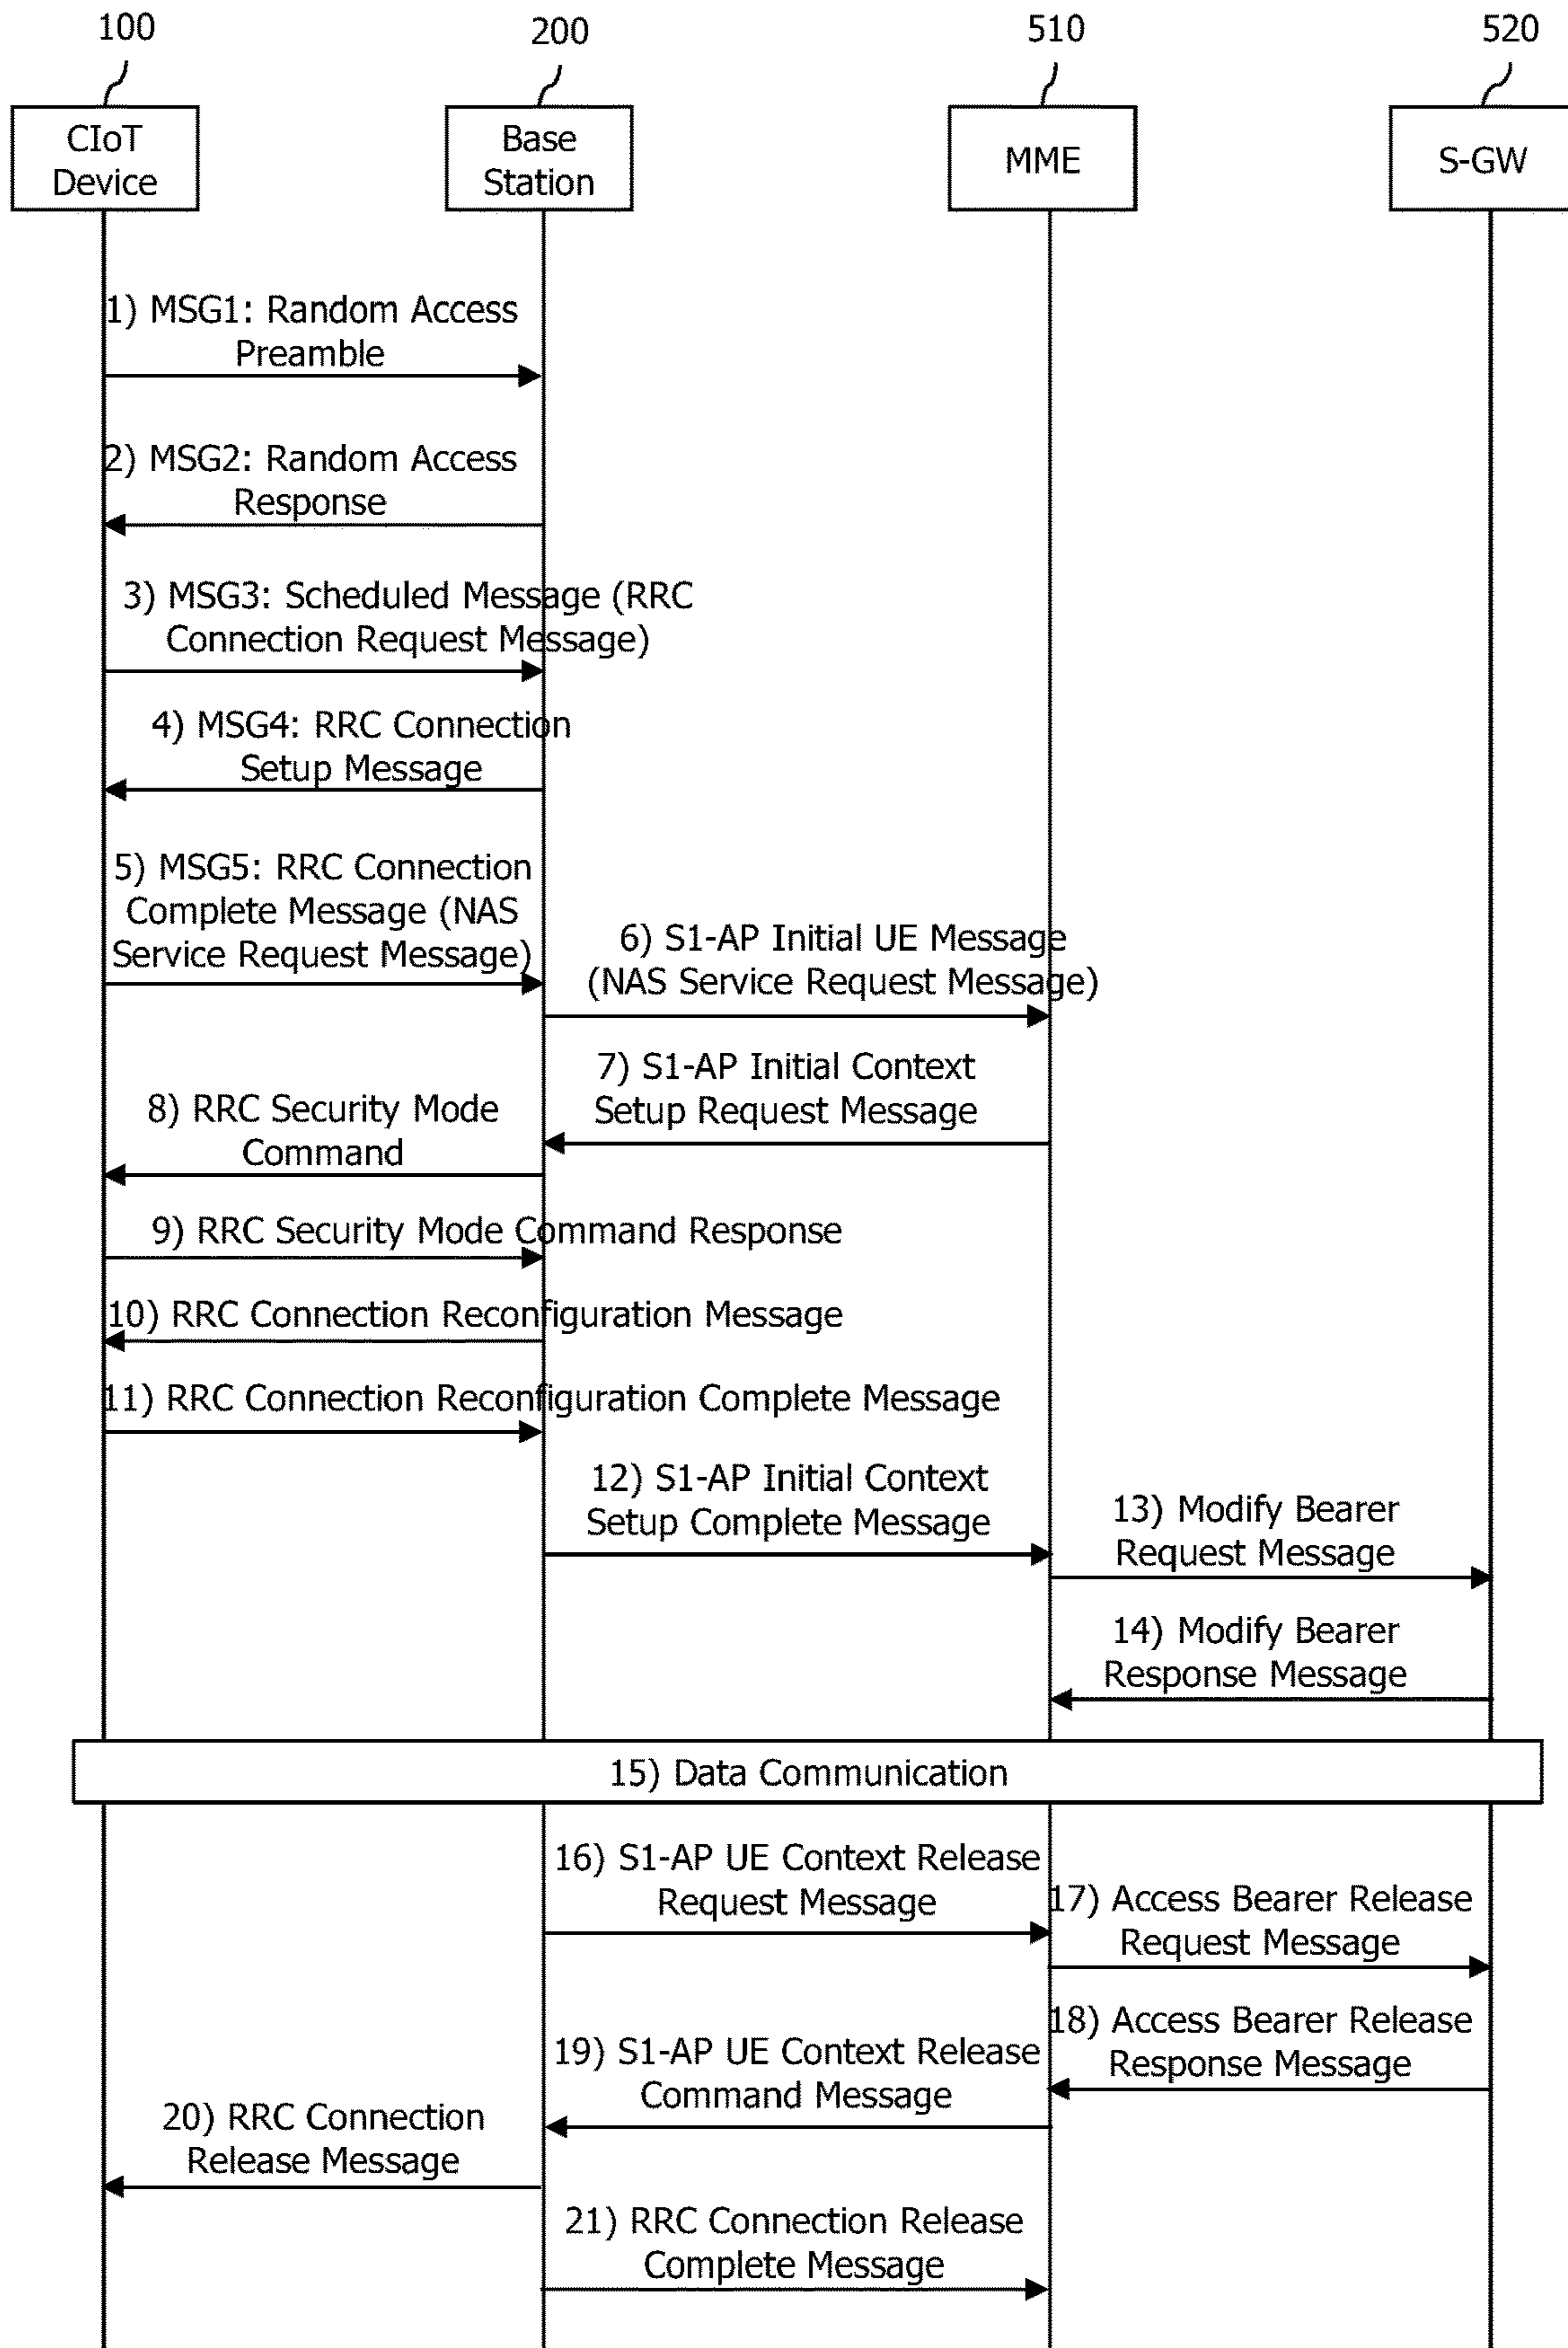 100
200
510
520
CIoT
Device
Base
Station
MME
S-GW
1) MSG1: Random Access
Preamble
2) MSG2: Random Access
Response
3) MSG3: Scheduled Message (RRC
Connection Request Message)
4) MSG4: RRC Connection
Setup Message
5) MSG5: RRC Connection
Complete Message (NAS
Service Request Message)
6) S1-AP Initial UE Message
(NAS Service Request Message)
7) S1-AP Initial Context
Setup Request Message
8) RRC Security Mode
Command
9) RRC Security Mode Command Response
10) RRC Connection Reconfiguration Message
11) RRC Connection Reconfiguration Complete Message
12) S1-AP Initial Context
Setup Complete Message
13) Modify Bearer
Request Message
14) Modify Bearer
Response Message
15) Data Communication
16) S1-AP UE Context Release
Request Message
17) Access Bearer Release
Request Message
18) Access Bearer Release
Response Message
19) S1-AP UE Context Release
Command Message
20) RRC Connection
Release Message
21) RRC Connection Release
Complete Message